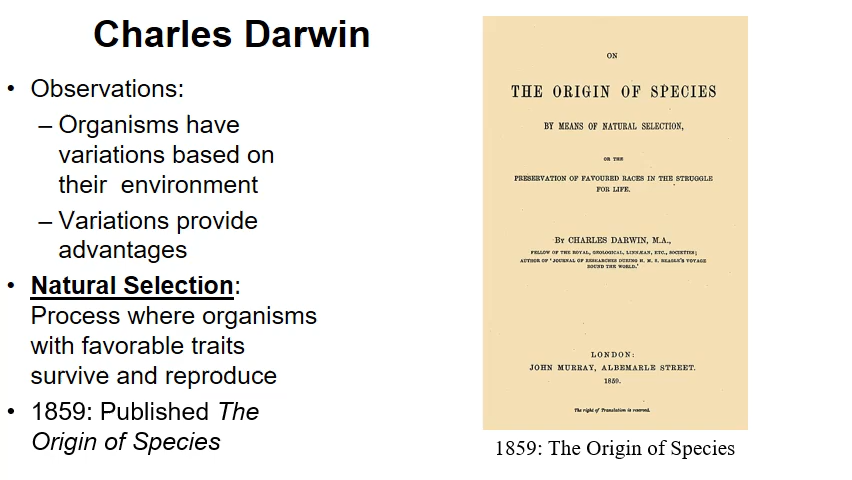 Charles Darwin
• Observations:
– Organisms have
variations based on
their environment
– Variations provide
advantages
• Natural Selection:
Process where organisms
with favorable traits
survive and reproduce
• 1859: Published The
Origin of Species
ON
THE ORIGIN OF SPECIES
BY MEANS OF NATURAL SELECTION,
OR THE
PRESERVATION OF FAVOURED RACES IN THE STRUGGLE
FOR LIFE.
BY CHARLES DARWIN, M.A.,
FELLOW OF THE ROYAL, GEOLOGICAL, LINNÆAN, ETC., SOCIETIES;
AUTHOR OF 'JOURNAL OF RESEARCHES DURING H. M. S. BEAGLE'S VOYAGE
ROUND THE WORLD.'
LONDON:
JOHN MURRAY, ALBEMARLE STREET.
1859.
The right of Translation is reserved.
1859: The Origin of Species